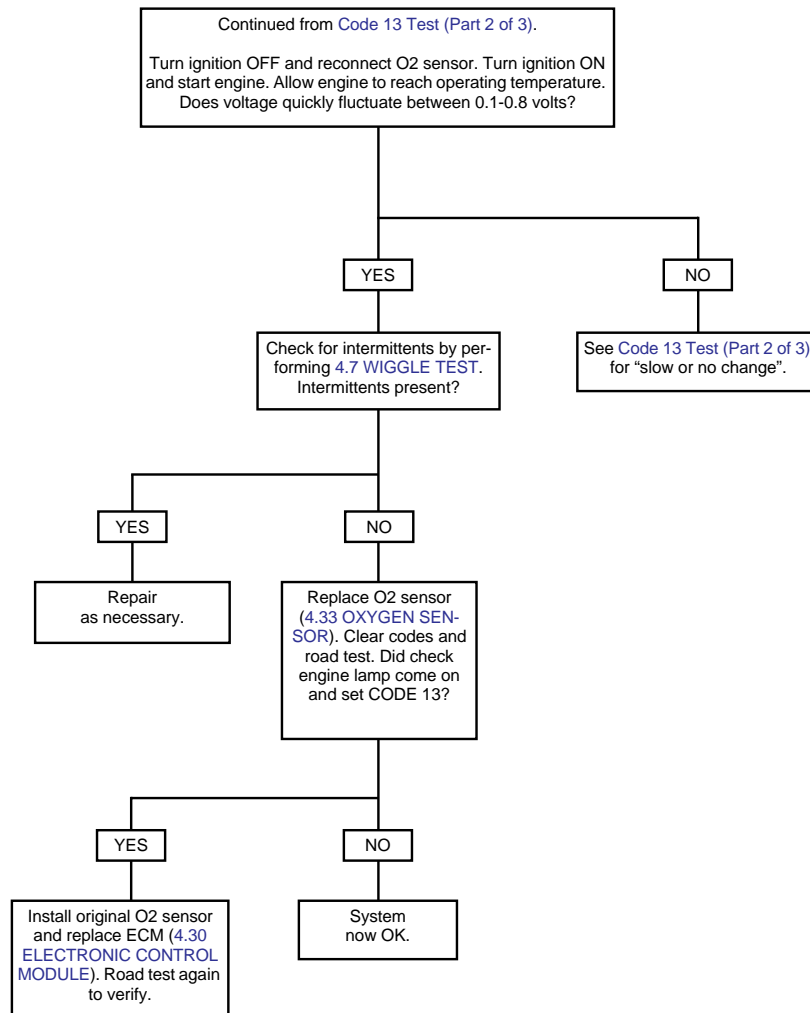 Continued from Code 13 Test (Part 2 of 3).
Turn ignition OFF and reconnect O2 sensor. Turn ignition ON
and start engine. Allow engine to reach operating temperature.
Does voltage quickly fluctuate between 0.1-0.8 volts?
YES
NO
Check for intermittents by per-
forming 4.7 WIGGLE TEST.
Intermittents present?
See Code 13 Test (Part 2 of 3)
for “slow or no change”.
YES
NO
Repair
as necessary.
Replace O2 sensor
(4.33 OXYGEN SEN-
SOR). Clear codes and
road test. Did check
engine lamp come on
and set CODE 13?
YES
NO
Install original O2 sensor
and replace ECM (4.30
ELECTRONIC CONTROL
MODULE). Road test again
to verify.
System
now OK.